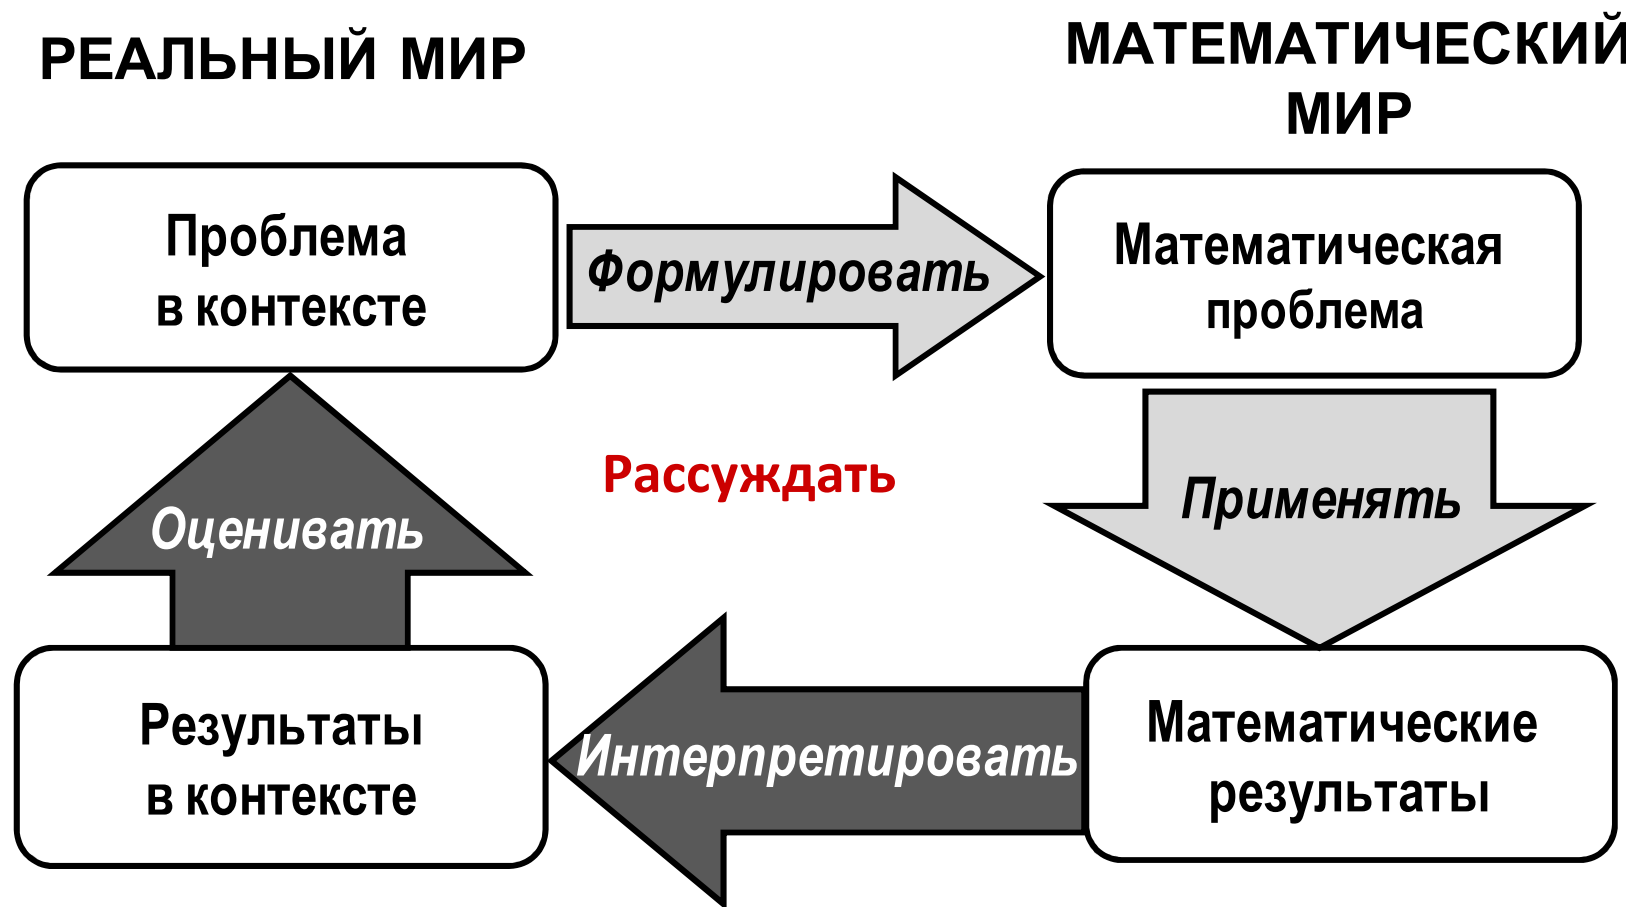 РЕАЛЬНЫЙ МИР
МАТЕМАТИЧЕСКИЙ
МИР
Проблема
в контексте
Формулировать
Математическая
проблема
Рассуждать
Оценивать
Применять
Результаты
в контексте
Интерпретировать
Математические
результаты